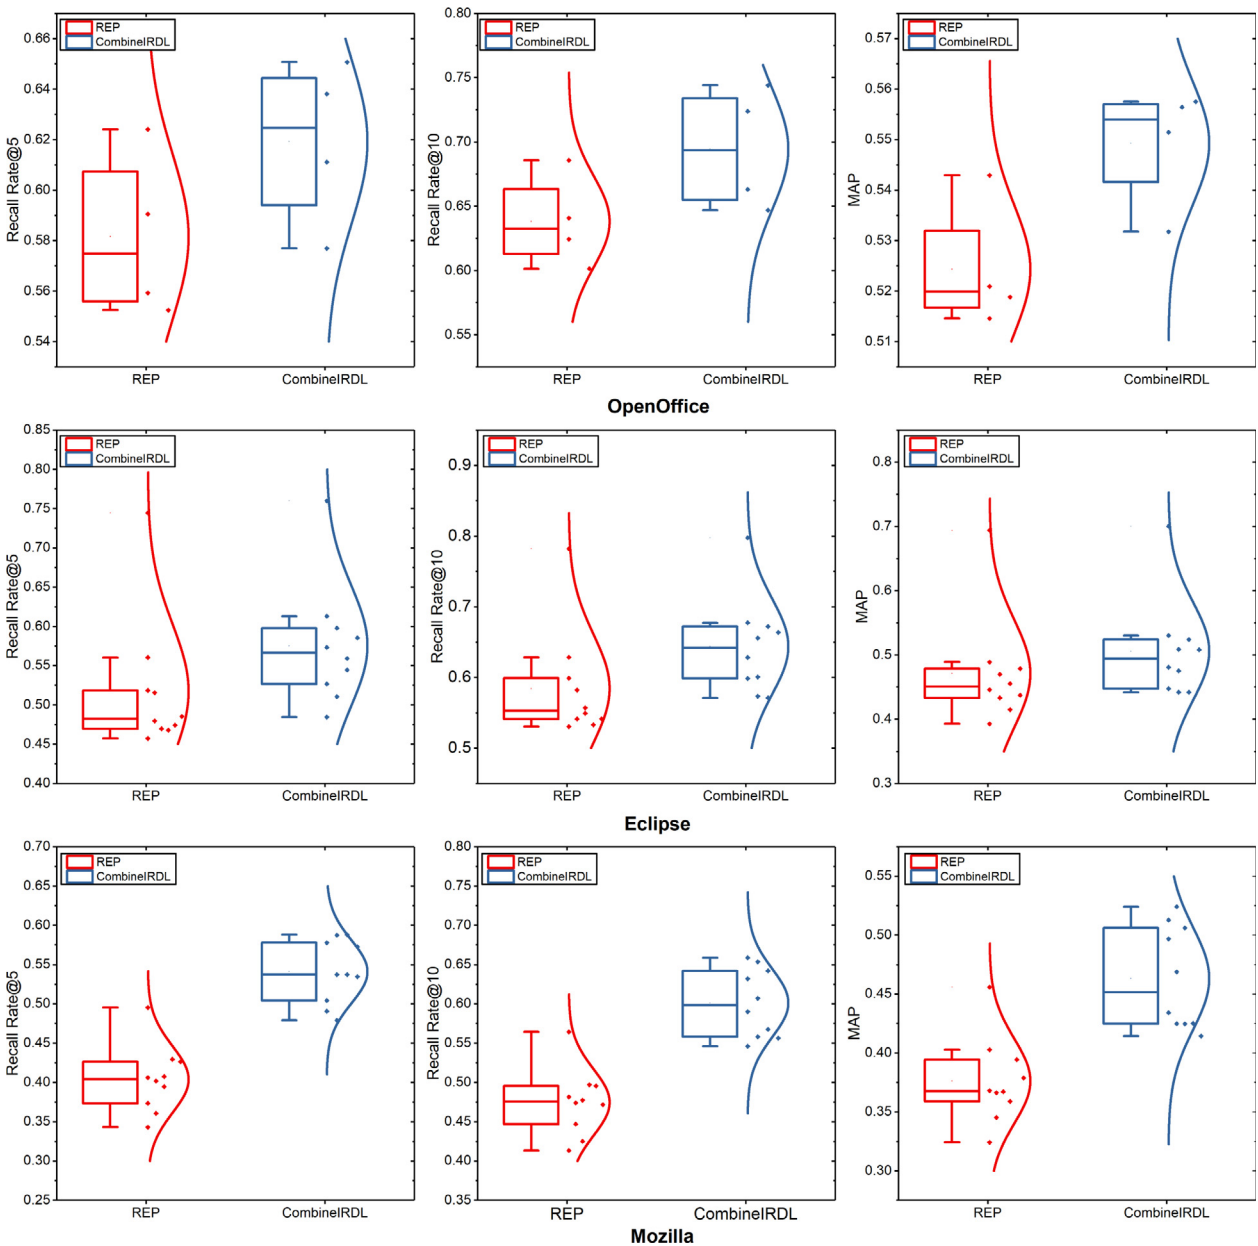 REP
CombineIRDL
Recall Rate@5
0.66
0.64
0.62
0.60
0.58
0.56
0.54
REP CombineIRDL
REP
CombineIRDL
Recall Rate@10
0.80
0.75
0.70
0.65
0.60
0.55
REP CombineIRDL
REP
CombineIRDL
MAP
0.57
0.56
0.55
0.54
0.53
0.52
0.51
REP CombineIRDL
OpenOffice
REP
CombineIRDL
Recall Rate@5
0.85
0.80
0.75
0.70
0.65
0.60
0.55
0.50
0.45
0.40
REP CombineIRDL
REP
CombineIRDL
Recall Rate@10
0.9
0.8
0.7
0.6
0.5
REP CombineIRDL
REP
CombineIRDL
MAP
0.8
0.7
0.6
0.5
0.4
0.3
REP CombineIRDL
Eclipse
REP
CombineIRDL
Recall Rate@5
0.70
0.65
0.60
0.55
0.50
0.45
0.40
0.35
0.30
0.25
REP CombineIRDL
REP
CombineIRDL
Recall Rate@10
0.80
0.75
0.70
0.65
0.60
0.55
0.50
0.45
0.40
0.35
REP CombineIRDL
REP
CombineIRDL
MAP
0.55
0.50
0.45
0.40
0.35
0.30
REP CombineIRDL
Mozilla